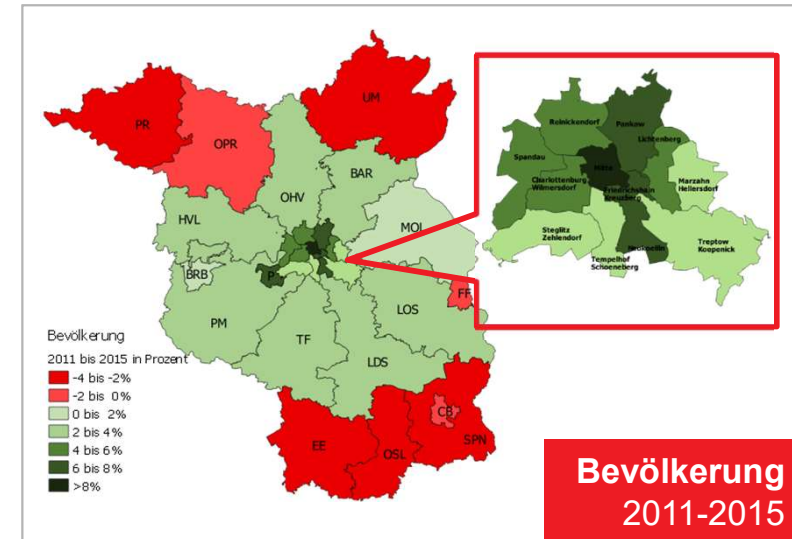 PR
OPR
UM
OHV
BAR
HVL
MOL
BRB
P
FF
PM
TF
LOS
LDS
CB
EE
OSL
SPN
Reinickendorf
Pankow
Lichtenberg
Spandau
Mitte
Charlottenburg
Wilmersdorf
Friedrichshain
Kreuzberg
Marzahn
Hellersdorf
Steglitz
Zehlendorf
Tempelhof
Schoeneberg
Neukoelln
Treptow
Koepenick
Bevölkerung
2011 bis 2015 in Prozent
-4 bis -2%
-2 bis 0%
0 bis 2%
2 bis 4%
4 bis 6%
6 bis 8%
>8%
Bevölkerung
2011-2015